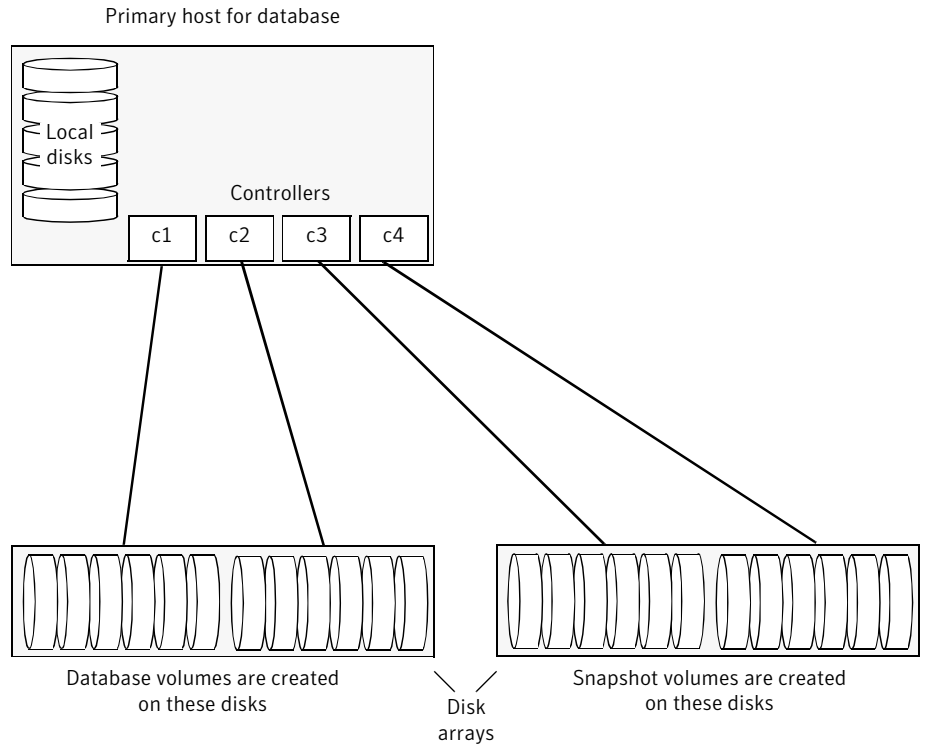 Primary host for database
Local
disks
Controllers
c1 c2 c3 c4
Database volumes are created
on these disks
Disk
arrays
Snapshot volumes are created
on these disks